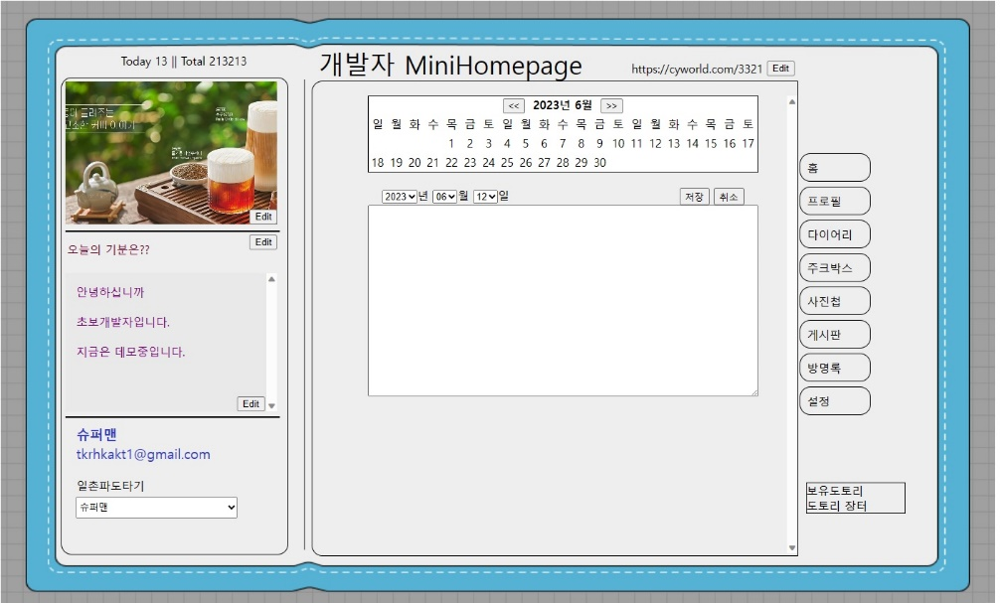 Today 13 || Total 213213
개발자 MiniHomepage
https://cyworld.com/3321 Edit
Edit
오늘의 기분은??
Edit
안녕하십니까
초보개발자입니다.
지금은 데모중입니다.
Edit
슈퍼맨
tkrhkakt1@gmail.com
일촌파도타기
슈퍼맨
<< 2023년 6월 >>
일 월 화 수 목 금 토 일 월 화 수 목 금 토 일 월 화 수 목 금 토
1 2 3 4 5 6 7 8 9 10 11 12 13 14 15 16 17
18 19 20 21 22 23 24 25 26 27 28 29 30
2023 년 06 월 12 일
저장 취소
홈
프로필
다이어리
주크박스
사진첩
게시판
방명록
설정
보유도토리
도토리 장터